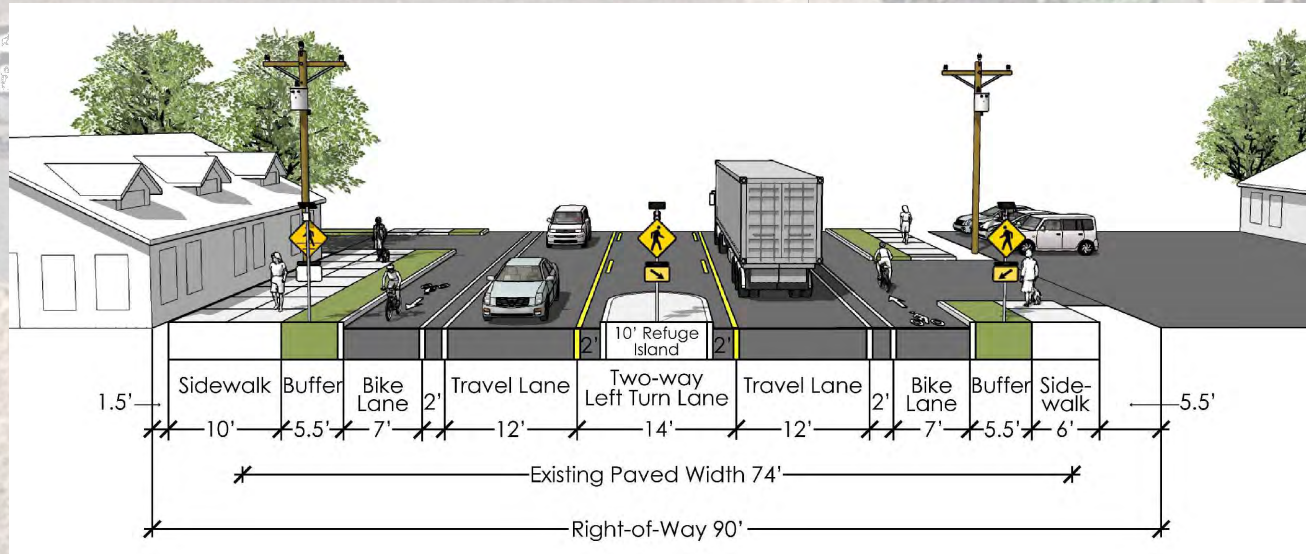 2'
10' Refuge
Island
2'
Sidewalk
Buffer
Bike
Lane
2'
Travel Lane
Two-way
Left Turn Lane
Travel Lane
2'
Bike
Lane
Buffer
Side-
walk
1.5'
5.5'
10'
5.5'
7'
12'
14'
12'
7'
5.5'
6'
Existing Paved Width 74'
Right-of-Way 90'